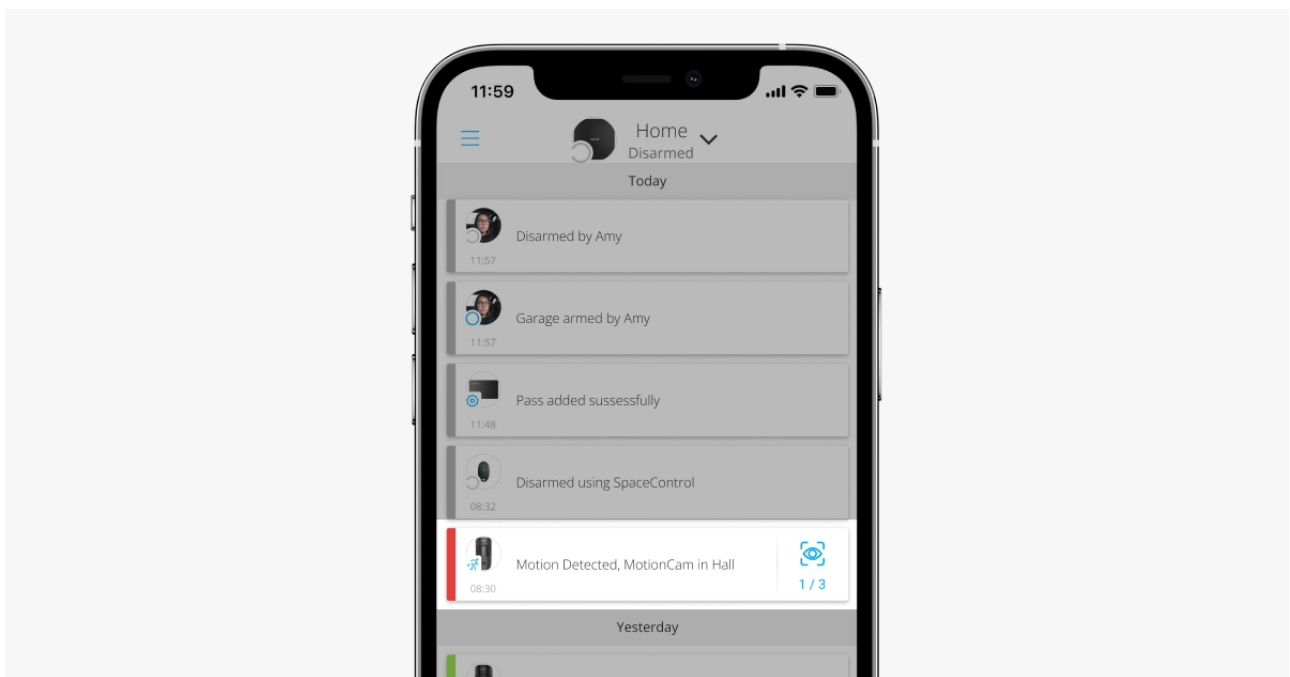 11:59
Home
Disarmed
Today
Disarmed by Amy
11:57
Garage armed by Amy
11:57
Pass added sussessfully
11:48
Disarmed using SpaceControl
08:32
Motion Detected, MotionCam in Hall
1 / 3
08:30
Yesterday